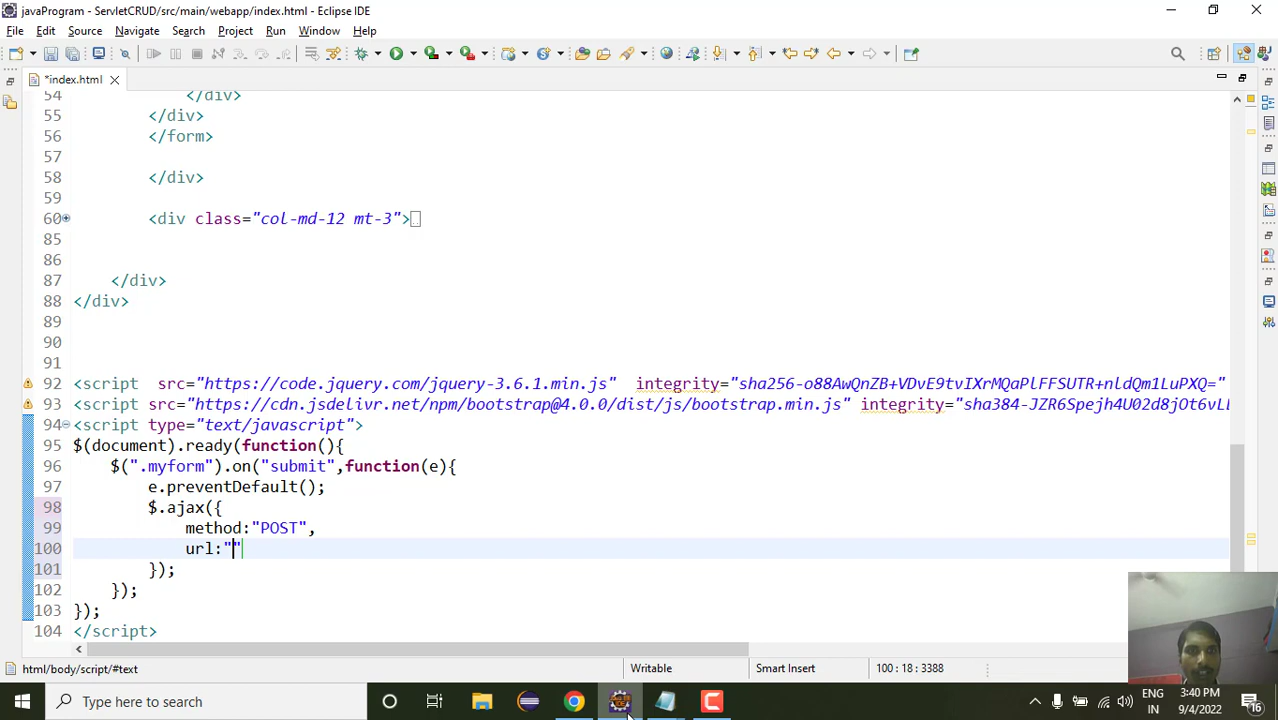 javaProgram - ServletCRUD/src/main/webapp/index.html - Eclipse IDE
File Edit Source Navigate Search Project Run Window Help
*index.html
54 </div>
55 </div>
56 </form>
57
58 </div>
59
60 <div class="col-md-12 mt-3">
85
86
87 </div>
88 </div>
89
90
91
92 <script src="https://code.jquery.com/jquery-3.6.1.min.js" integrity="sha256-o88AwQnZB+VDvE9tvIXrMQaPlFFSUTR+nldQm1LuPXQ="
93 <script src="https://cdn.jsdelivr.net/npm/bootstrap@4.0.0/dist/js/bootstrap.min.js" integrity="sha384-JZR6Spejh4U02d8jOt6vLE
94 <script type="text/javascript">
95 $(document).ready(function(){
96 $(".myform").on("submit",function(e){
97 e.preventDefault();
98 $.ajax({
99 method:"POST",
100 url:""
101 });
102 });
103 });
104 </script>
html/body/script/#text
Writable
Smart Insert
100 : 18 : 3388
Type here to search
ENG
IN
3:40 PM
9/4/2022
16